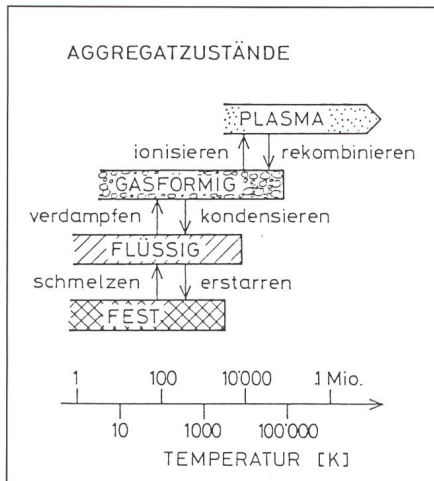 AGGREGATZUSTÄNDE
PLASMA
ionisieren rekombinieren
GASFÖRMIG
verdampfen kondensieren
FLÜSSIG
schmelzen erstarren
FEST
1 100 10'000 1 Mio.
10 1000 100'000
TEMPERATUR [K]